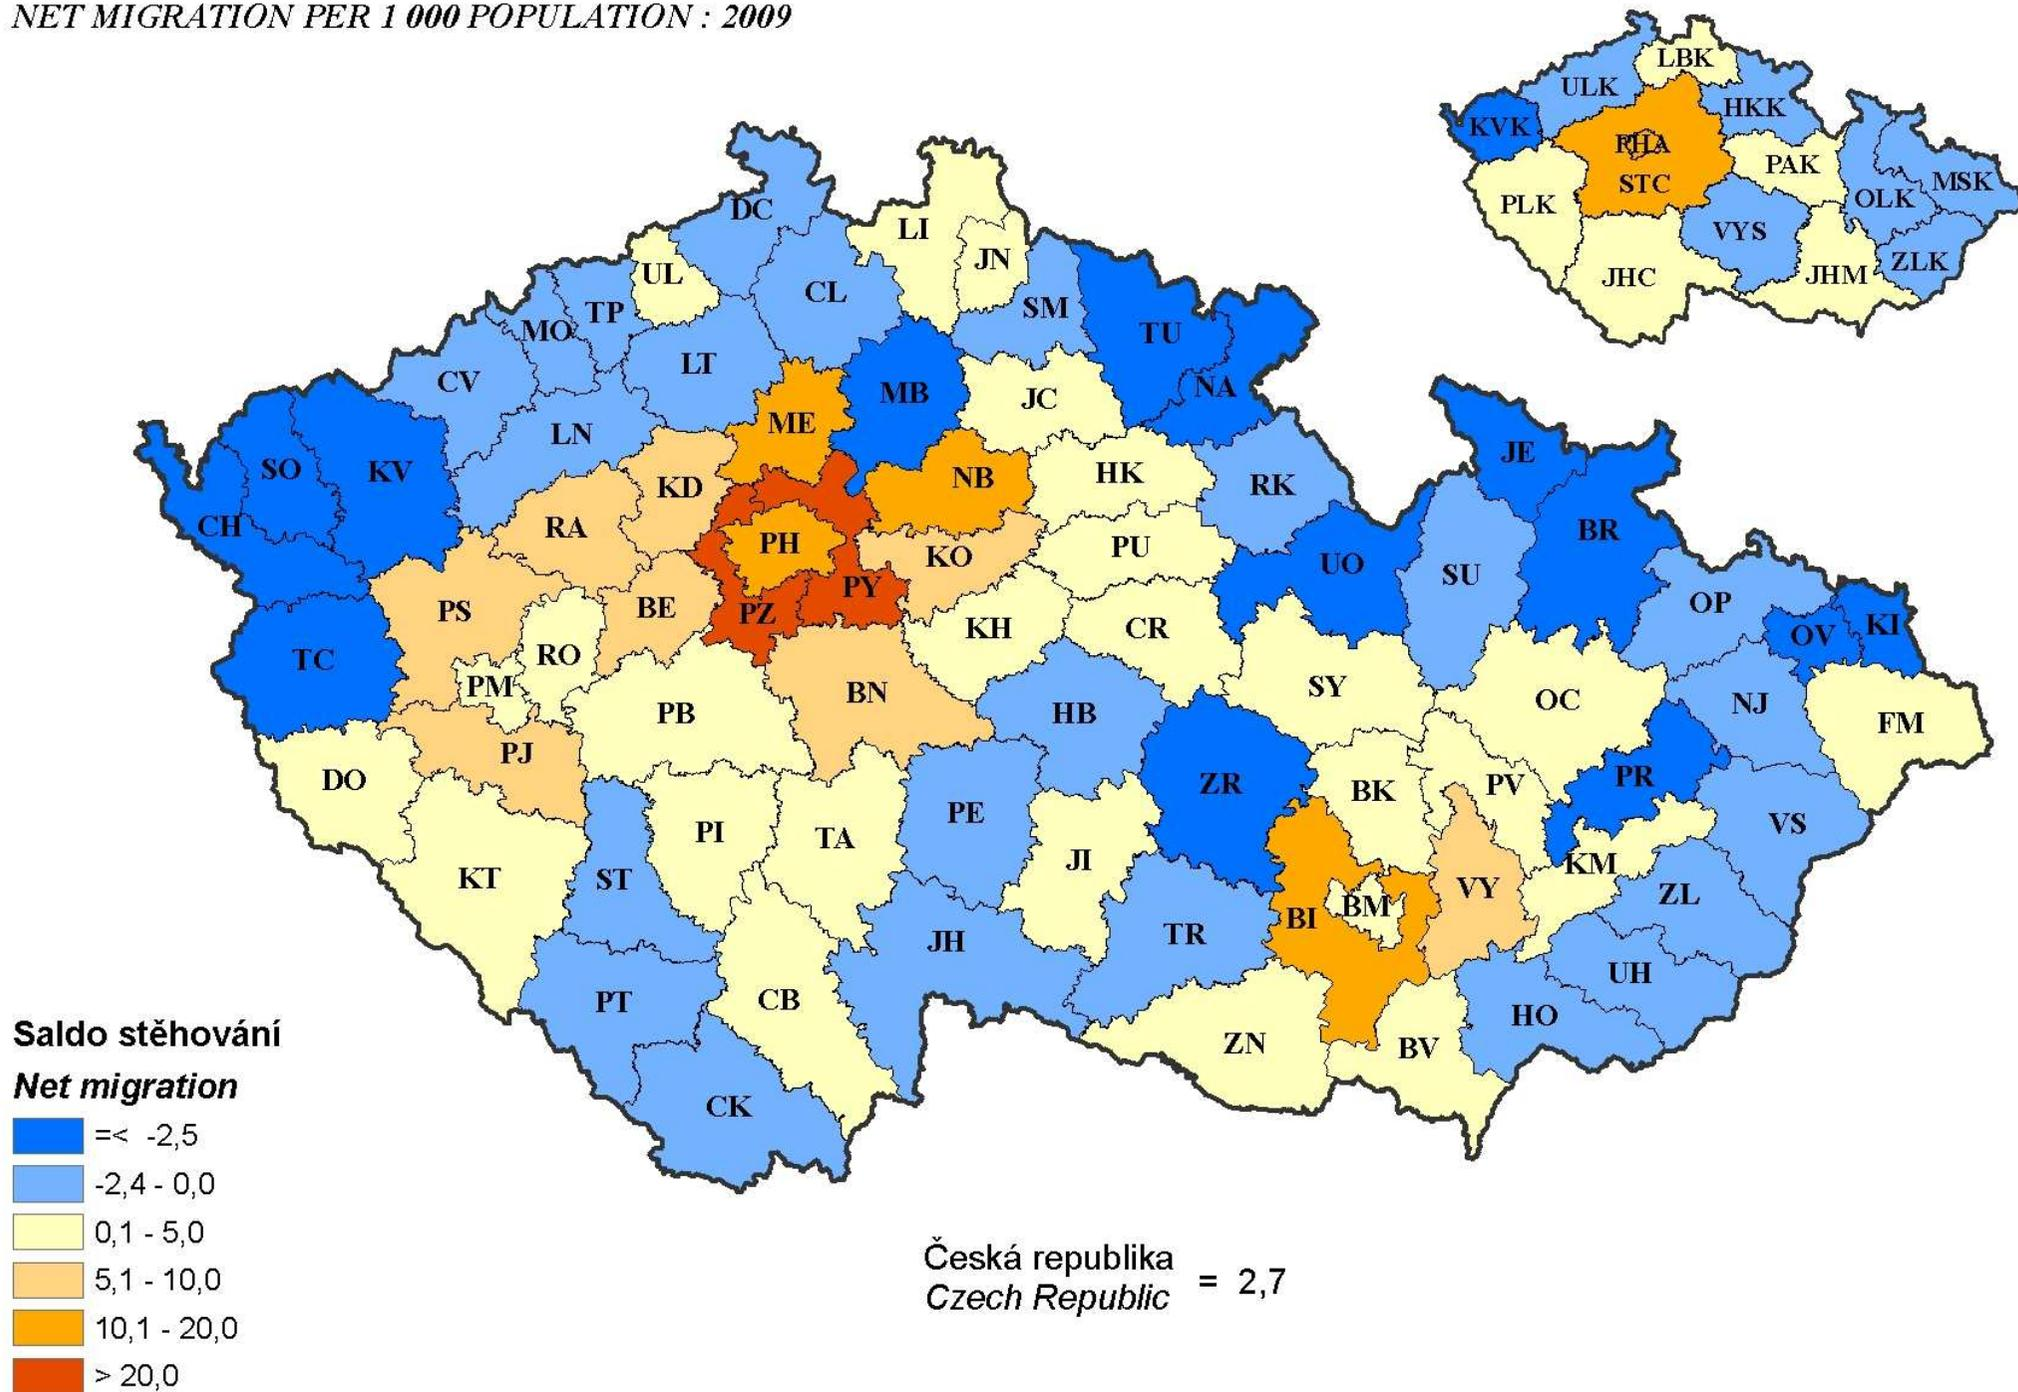 NET MIGRATION PER 1 000 POPULATION : 2009
LBK
ULK
HKK
KVK
PHA
PAK
STC
MSK
PLK
OLK
VYS
ZLK
JHC
JHM
DC
LI
JN
UL
CL
SM
TP
MO
TU
LT
CV
MB
NA
JC
ME
LN
SO
KV
KD
NB
HK
RK
JE
CH
RA
PH
KO
PU
BR
UO
SU
PS
BE
PZ
PY
KH
CR
OP
OV
KI
TC
RO
PM
BN
SY
OC
NJ
PB
HB
FM
PJ
DO
ZR
BK
PV
PR
PI
TA
PE
VS
KT
ST
JI
KM
VY
ZL
BI
BM
JH
TR
UH
PT
CB
HO
ZN
BV
CK
Saldo stěhování
Net migration
=< -2,5
-2,4 - 0,0
0,1 - 5,0
5,1 - 10,0
10,1 - 20,0
> 20,0
Česká republika
Czech Republic = 2,7